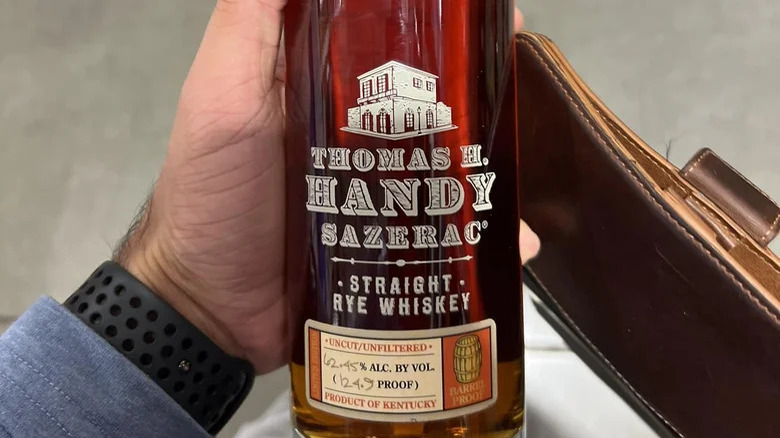 THOMAS H.
HANDY
SAZERAC®
· STRAIGHT ·
RYE WHISKEY
· UNCUT/UNFILTERED ·
62.45% ALC. BY VOL.
( 124.9 PROOF )
PRODUCT OF KENTUCKY
BARREL
PROOF